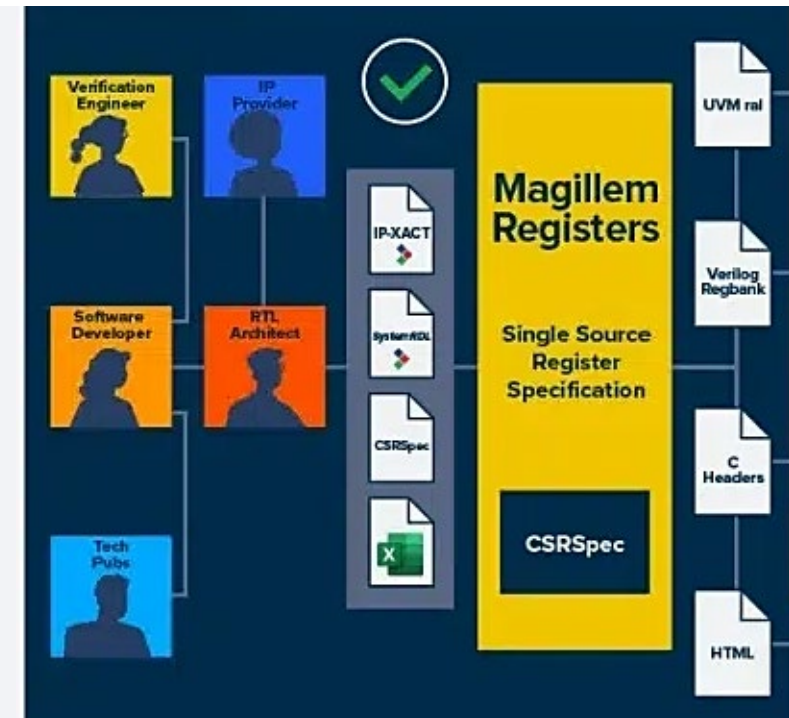 Verification
Engineer
IP
Provider
Software
Developer
RTL
Architect
Tech
Pubs
IP-XACT
SystemRDL
CSRSpec
X
Magillem
Registers
Single Source
Register
Specification
CSRSpec
UVM ral
Verilog
Regbank
C
Headers
HTML